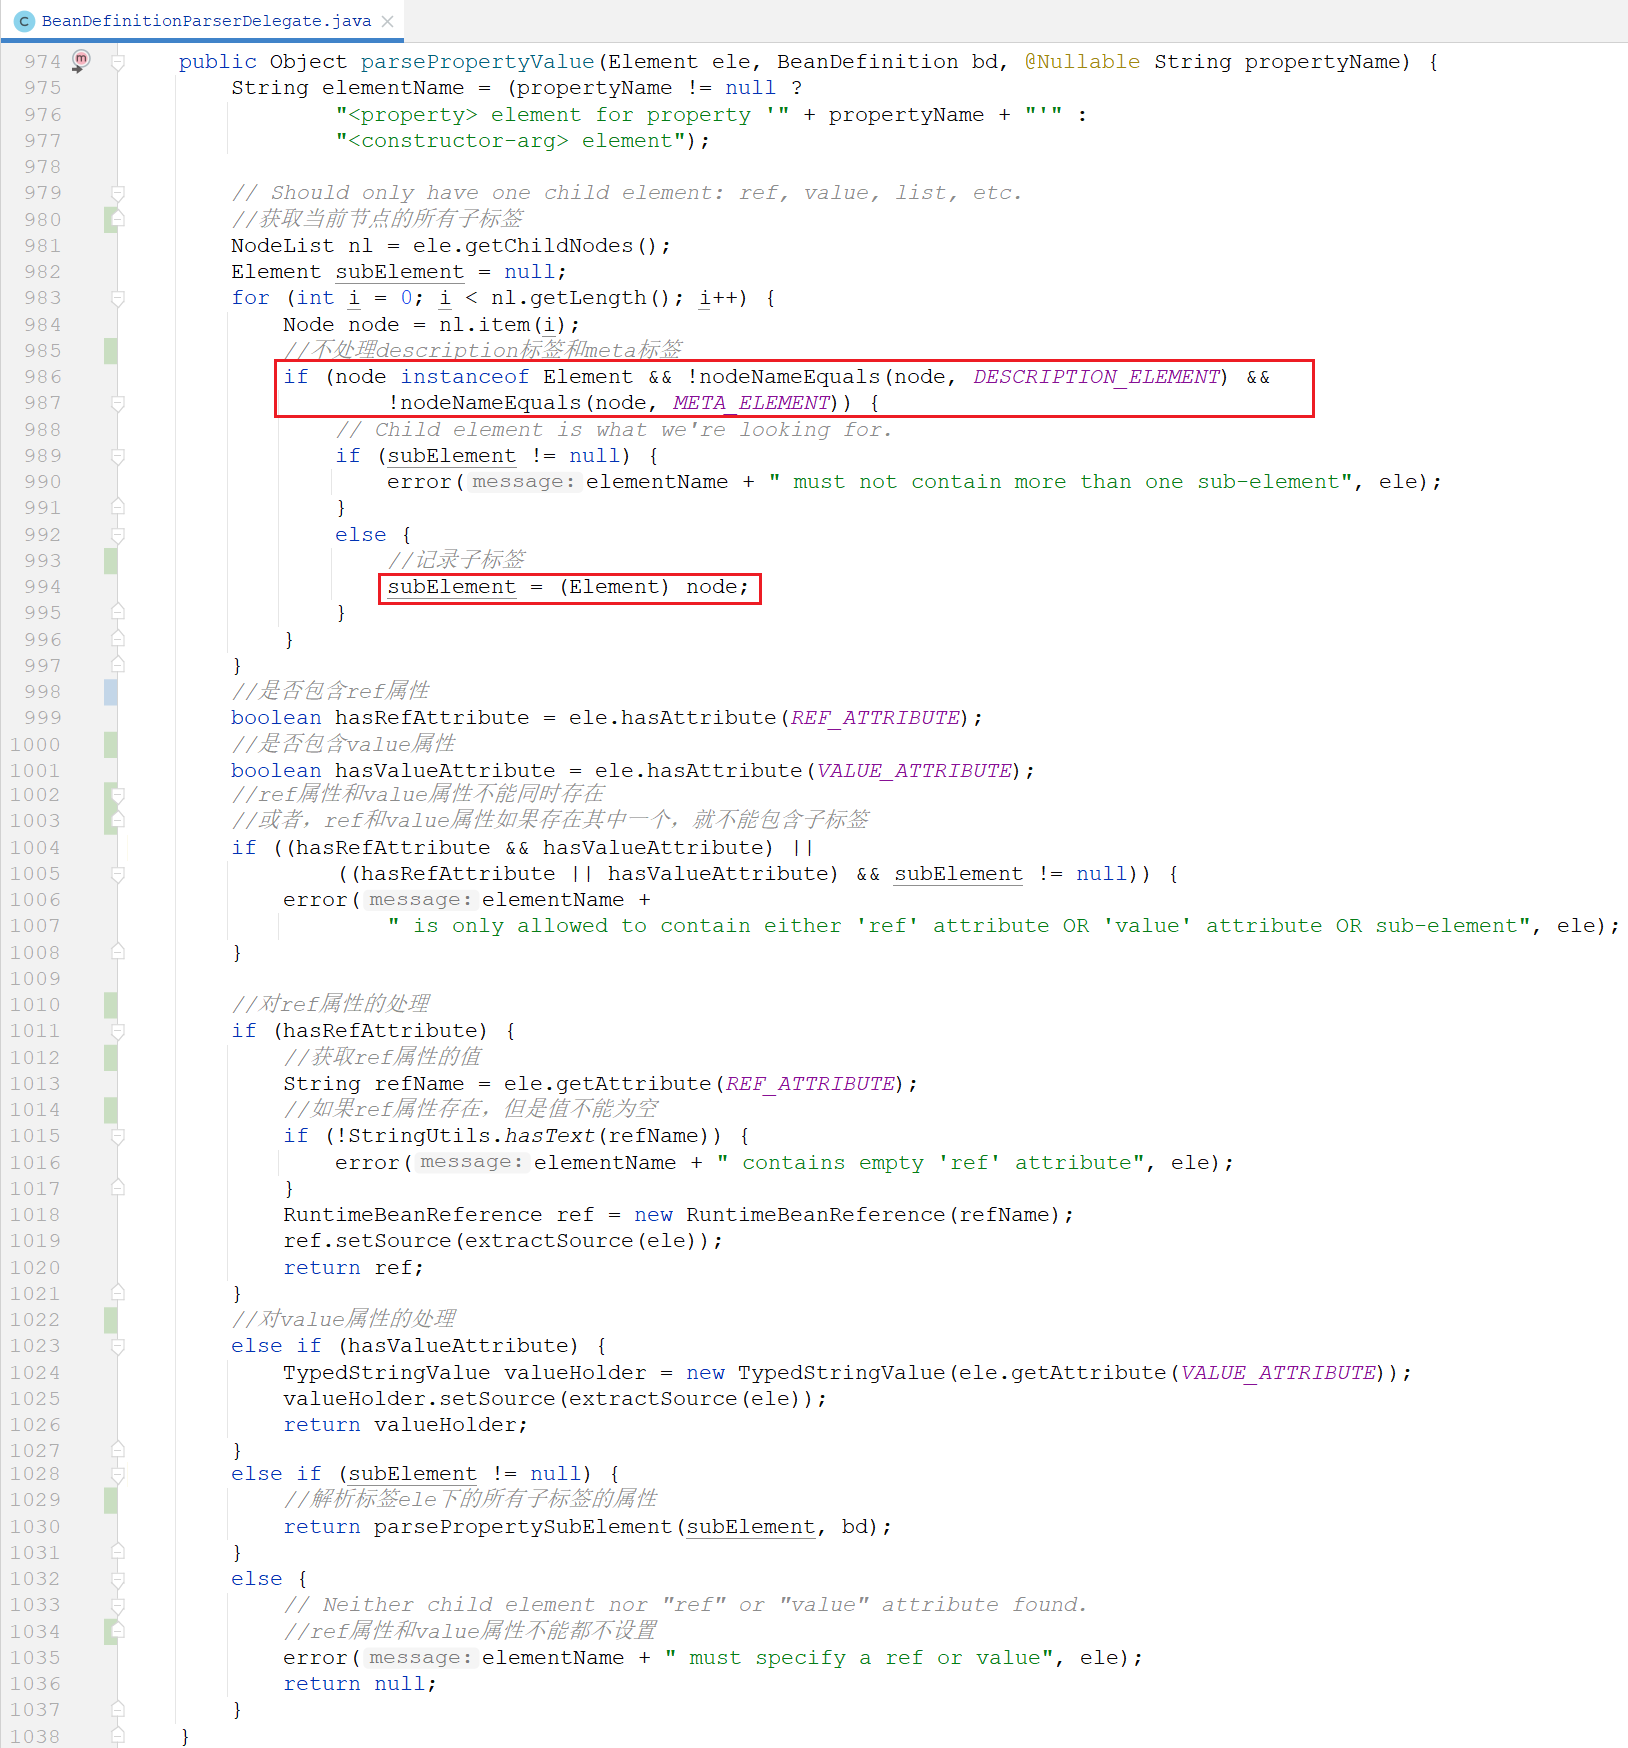 BeanDefinitionParserDelegate.java
974 public Object parsePropertyValue(Element ele, BeanDefinition bd, @Nullable String propertyName) {
975 String elementName = (propertyName != null ?
976 "<property> element for property '" + propertyName + "'" :
977 "<constructor-arg> element");
978
979 // Should only have one child element: ref, value, list, etc.
980 //获取当前节点的所有子标签
981 NodeList nl = ele.getChildNodes();
982 Element subElement = null;
983 for (int i = 0; i < nl.getLength(); i++) {
984 Node node = nl.item(i);
985 //不处理description标签和meta标签
986 if (node instanceof Element && !nodeNameEquals(node, DESCRIPTION_ELEMENT) &&
987 !nodeNameEquals(node, META_ELEMENT)) {
988 // Child element is what we're looking for.
989 if (subElement != null) {
990 error( message: elementName + " must not contain more than one sub-element", ele);
991 }
992 else {
993 //记录子标签
994 subElement = (Element) node;
995 }
996 }
997 }
998 //是否包含ref属性
999 boolean hasRefAttribute = ele.hasAttribute(REF_ATTRIBUTE);
1000 //是否包含value属性
1001 boolean hasValueAttribute = ele.hasAttribute(VALUE_ATTRIBUTE);
1002 //ref属性和value属性不能同时存在
1003 //或者，ref和value属性如果存在其中一个，就不能包含子标签
1004 if ((hasRefAttribute && hasValueAttribute) ||
1005 ((hasRefAttribute || hasValueAttribute) && subElement != null)) {
1006 error( message: elementName +
1007 " is only allowed to contain either 'ref' attribute OR 'value' attribute OR sub-element", ele);
1008 }
1009
1010 //对ref属性的处理
1011 if (hasRefAttribute) {
1012 //获取ref属性的值
1013 String refName = ele.getAttribute(REF_ATTRIBUTE);
1014 //如果ref属性存在，但是值不能为空
1015 if (!StringUtils.hasText(refName)) {
1016 error( message: elementName + " contains empty 'ref' attribute", ele);
1017 }
1018 RuntimeBeanReference ref = new RuntimeBeanReference(refName);
1019 ref.setSource(extractSource(ele));
1020 return ref;
1021 }
1022 //对value属性的处理
1023 else if (hasValueAttribute) {
1024 TypedStringValue valueHolder = new TypedStringValue(ele.getAttribute(VALUE_ATTRIBUTE));
1025 valueHolder.setSource(extractSource(ele));
1026 return valueHolder;
1027 }
1028 else if (subElement != null) {
1029 //解析标签ele下的所有子标签的属性
1030 return parsePropertySubElement(subElement, bd);
1031 }
1032 else {
1033 // Neither child element nor "ref" or "value" attribute found.
1034 //ref属性和value属性不能都不设置
1035 error( message: elementName + " must specify a ref or value", ele);
1036 return null;
1037 }
1038 }